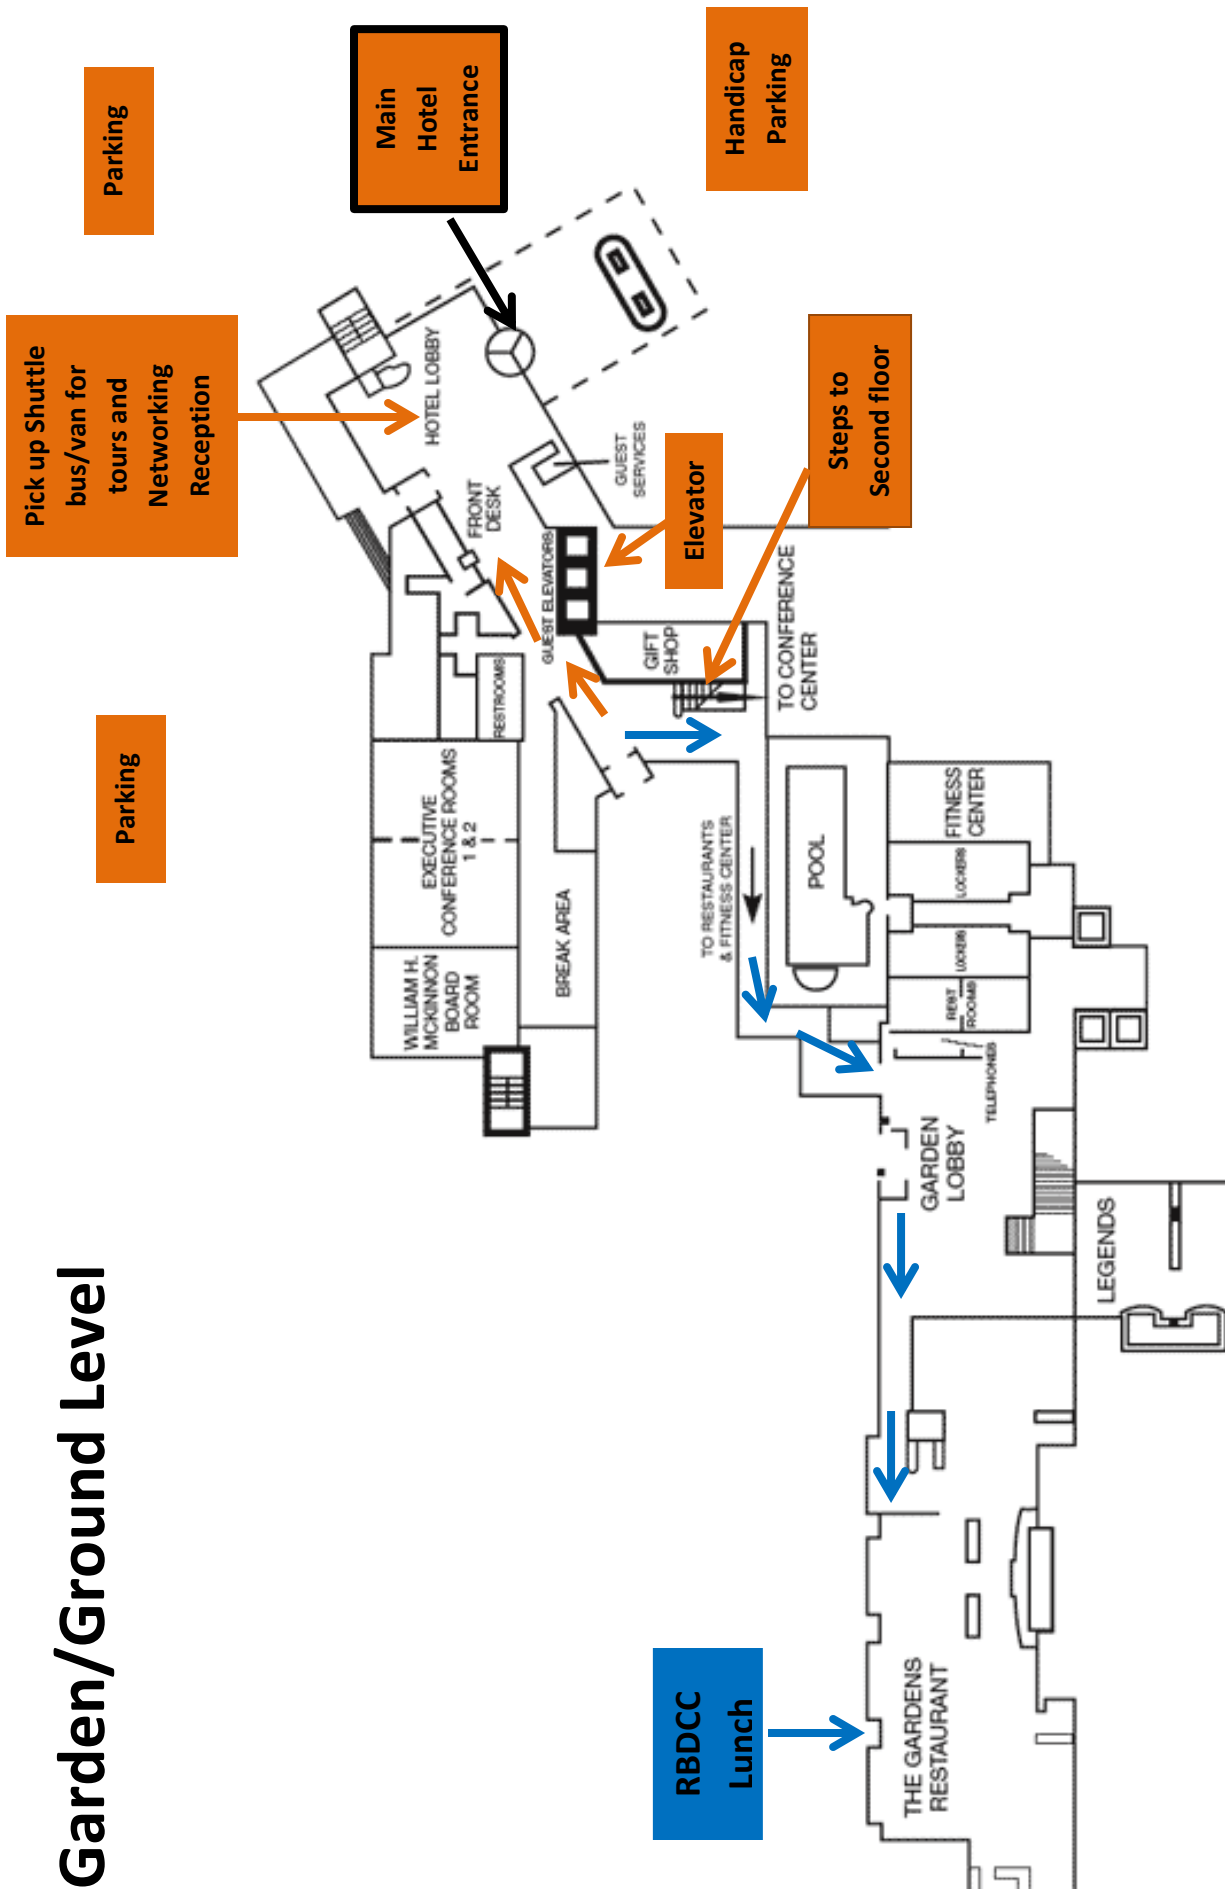 Garden/Ground Level
Parking
Parking
Pick up Shuttle
bus/van for
tours and
Networking
Reception
Main
Hotel
Entrance
Handicap
Parking
HOTEL LOBBY
FRONT
DESK
GUEST
SERVICES
GUEST ELEVATORS
Elevator
Steps to
Second floor
GIFT
SHOP
TO CONFERENCE
CENTER
RESTROOMS
EXECUTIVE
CONFERENCE ROOMS
1 & 2
WILLIAM H.
MCKINNON
BOARD
ROOM
BREAK AREA
TO RESTAURANTS
& FITNESS CENTER
POOL
FITNESS
CENTER
LOCKERS
LOCKERS
REST
ROOMS
TELEPHONES
GARDEN
LOBBY
LEGENDS
RBDCC
Lunch
THE GARDENS
RESTAURANT